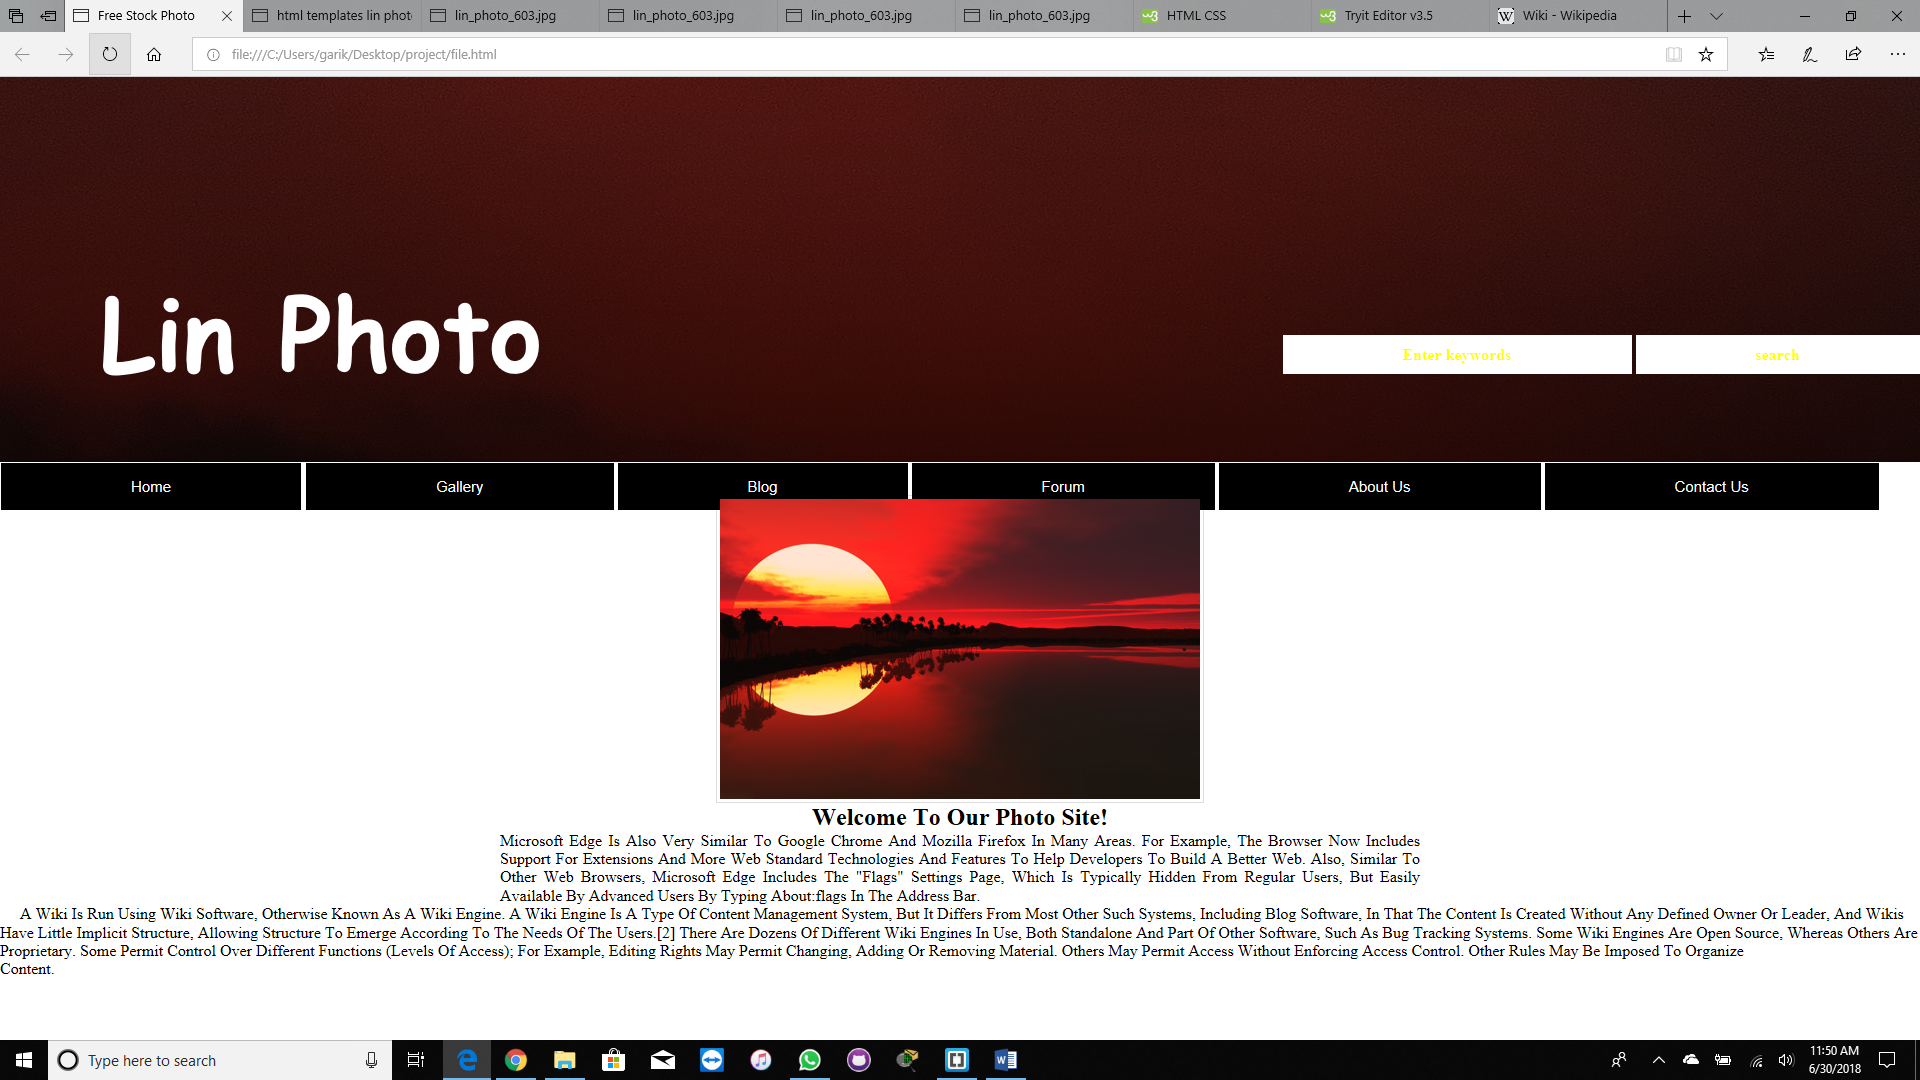 Free Stock Photo
html templates lin phot
lin_photo_603.jpg
lin_photo_603.jpg
lin_photo_603.jpg
lin_photo_603.jpg
HTML CSS
Tryit Editor v3.5
W Wiki - Wikipedia
file:///C:/Users/garik/Desktop/project/file.html
Lin Photo
Enter keywords
search
Home
Gallery
Blog
Forum
About Us
Contact Us
Welcome To Our Photo Site!
Microsoft Edge Is Also Very Similar To Google Chrome And Mozilla Firefox In Many Areas. For Example, The Browser Now Includes
Support For Extensions And More Web Standard Technologies And Features To Help Developers To Build A Better Web. Also, Similar To
Other Web Browsers, Microsoft Edge Includes The "Flags" Settings Page, Which Is Typically Hidden From Regular Users, But Easily
Available By Advanced Users By Typing About:flags In The Address Bar.
A Wiki Is Run Using Wiki Software, Otherwise Known As A Wiki Engine. A Wiki Engine Is A Type Of Content Management System, But It Differs From Most Other Such Systems, Including Blog Software, In That The Content Is Created Without Any Defined Owner Or Leader, And Wikis
Have Little Implicit Structure, Allowing Structure To Emerge According To The Needs Of The Users.[2] There Are Dozens Of Different Wiki Engines In Use, Both Standalone And Part Of Other Software, Such As Bug Tracking Systems. Some Wiki Engines Are Open Source, Whereas Others Are
Proprietary. Some Permit Control Over Different Functions (Levels Of Access); For Example, Editing Rights May Permit Changing, Adding Or Removing Material. Others May Permit Access Without Enforcing Access Control. Other Rules May Be Imposed To Organize
Content.
Type here to search
11:50 AM
6/30/2018